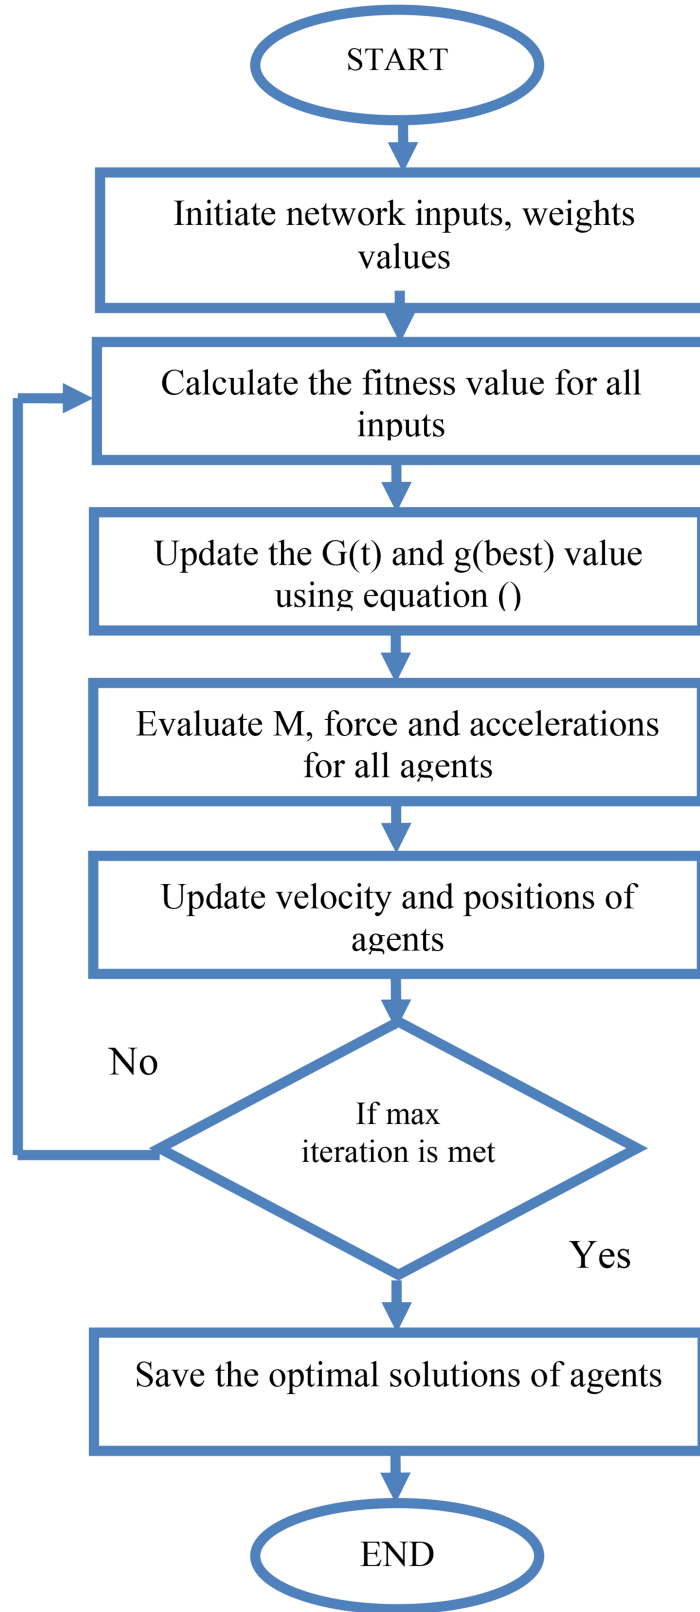 START
Initiate network inputs, weights
values
Calculate the fitness value for all
inputs
Update the G(t) and g(best) value
using equation ()
Evaluate M, force and accelerations
for all agents
Update velocity and positions of
agents
No
If max
iteration is met
Yes
Save the optimal solutions of agents
END